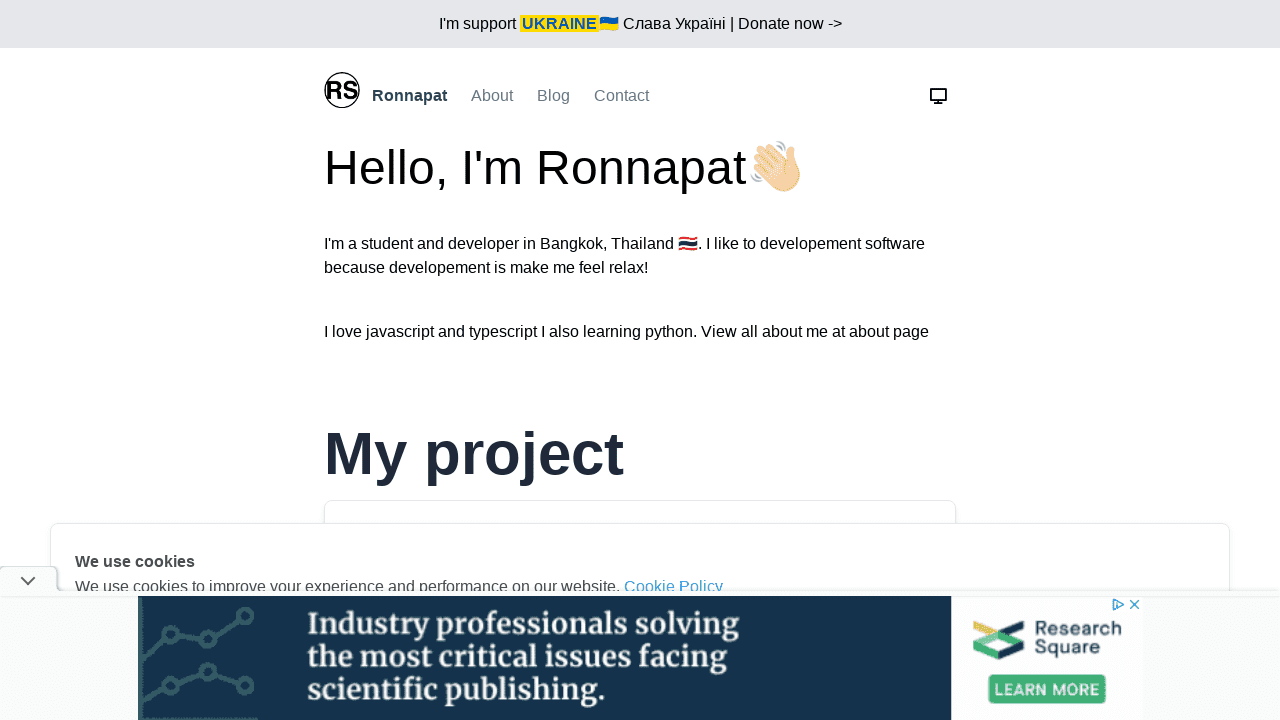 I'm support UKRAINE🇺🇦 Слава Україні | Donate now ->
RS Ronnapat About Blog Contact
Hello, I'm Ronnapat👋🏼
I'm a student and developer in Bangkok, Thailand 🇹🇭. I like to developement software
because developement is make me feel relax!
I love javascript and typescript I also learning python. View all about me at about page
My project
We use cookies
We use cookies to improve your experience and performance on our website. Cookie Policy
Industry professionals solving
the most critical issues facing
scientific publishing.
Research
Square
LEARN MORE